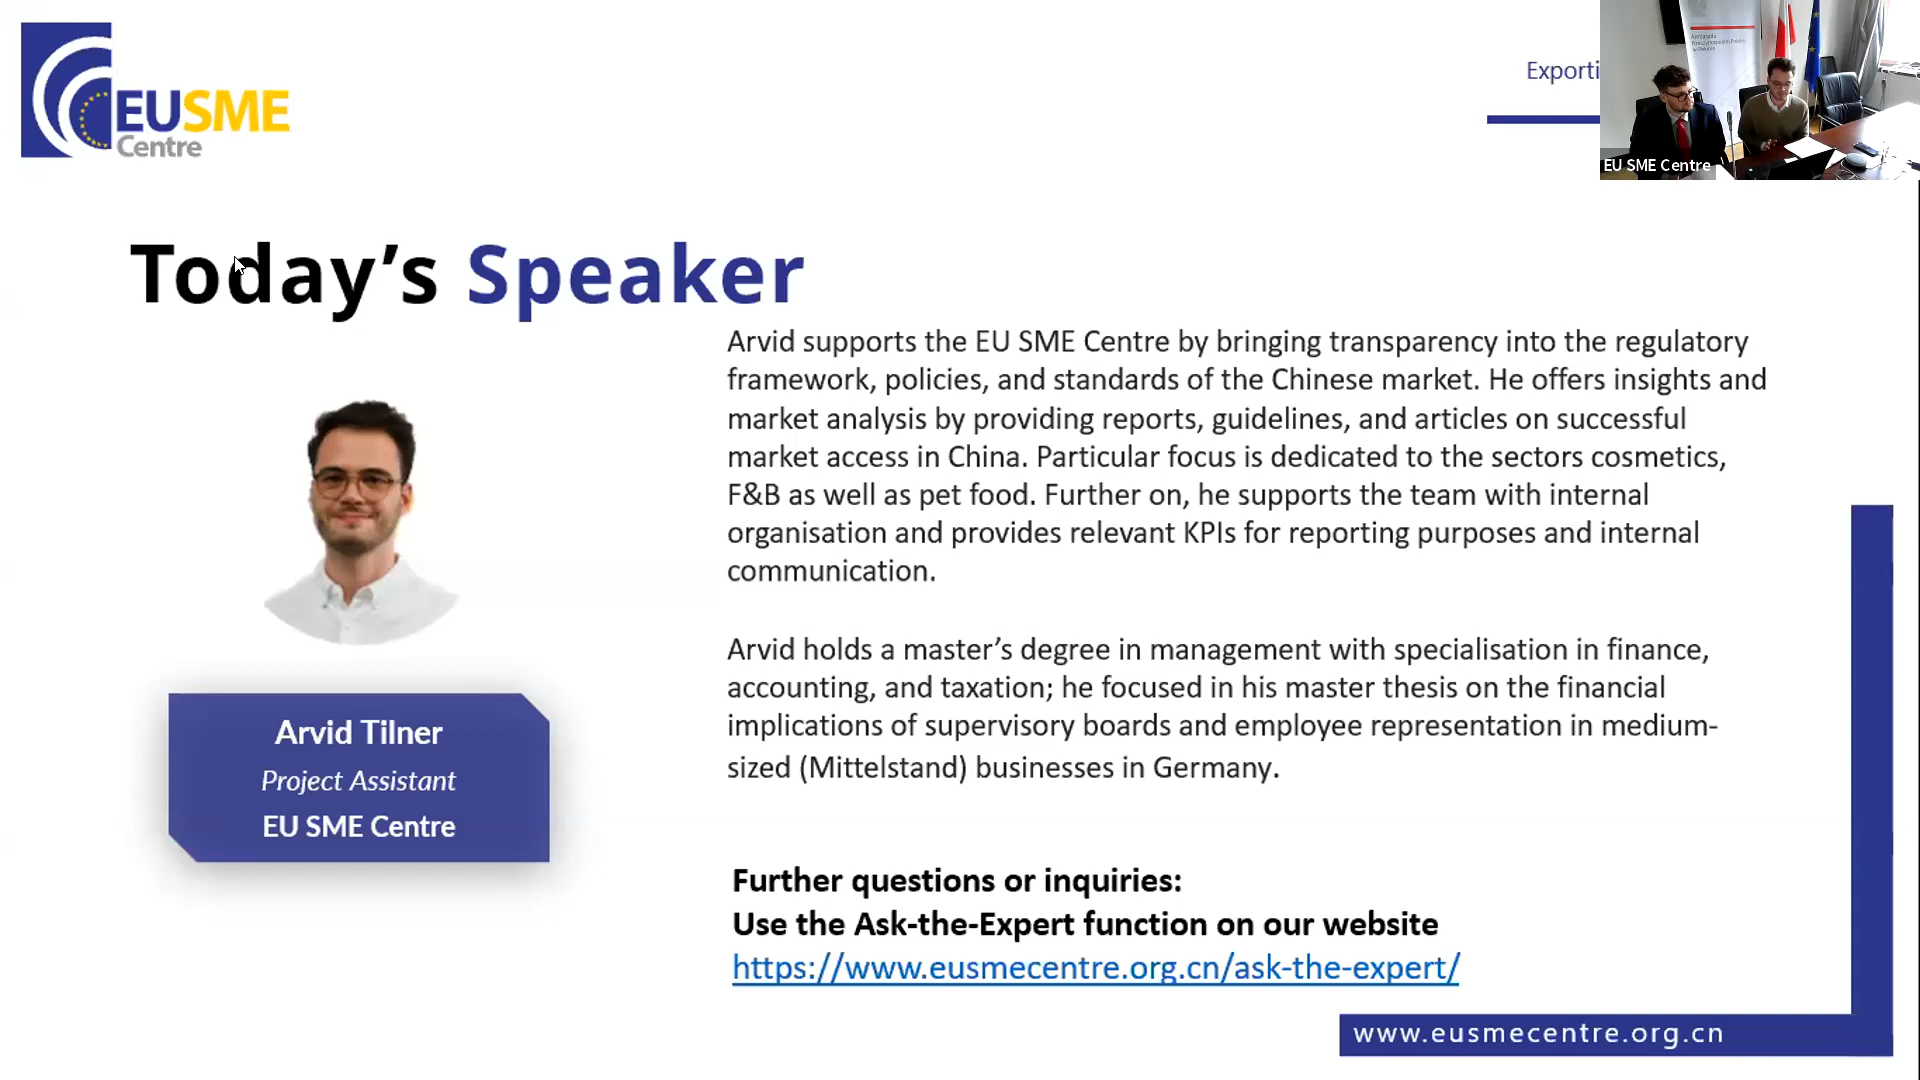 EUSME
Centre
Exporti
Ambasada
Rzeczypospolitej Polskiej
w Pekinie
EU SME Centre
Today’s Speaker
Arvid supports the EU SME Centre by bringing transparency into the regulatory
framework, policies, and standards of the Chinese market. He offers insights and
market analysis by providing reports, guidelines, and articles on successful
market access in China. Particular focus is dedicated to the sectors cosmetics,
F&B as well as pet food. Further on, he supports the team with internal
organisation and provides relevant KPIs for reporting purposes and internal
communication.
Arvid holds a master’s degree in management with specialisation in finance,
accounting, and taxation; he focused in his master thesis on the financial
implications of supervisory boards and employee representation in medium-
sized (Mittelstand) businesses in Germany.
Arvid Tilner
Project Assistant
EU SME Centre
Further questions or inquiries:
Use the Ask-the-Expert function on our website
https://www.eusmecentre.org.cn/ask-the-expert/
www.eusmecentre.org.cn